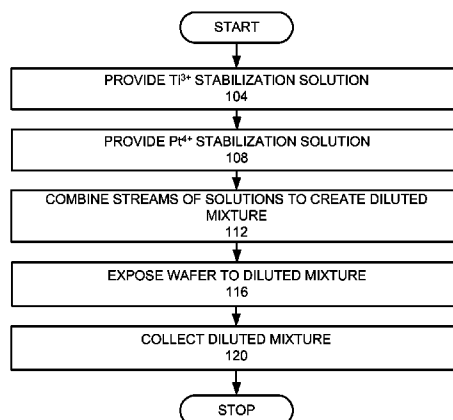 START
PROVIDE Ti³⁺ STABILIZATION SOLUTION
104
PROVIDE Pt⁴⁺ STABILIZATION SOLUTION
108
COMBINE STREAMS OF SOLUTIONS TO CREATE DILUTED
MIXTURE
112
EXPOSE WAFER TO DILUTED MIXTURE
116
COLLECT DILUTED MIXTURE
120
STOP